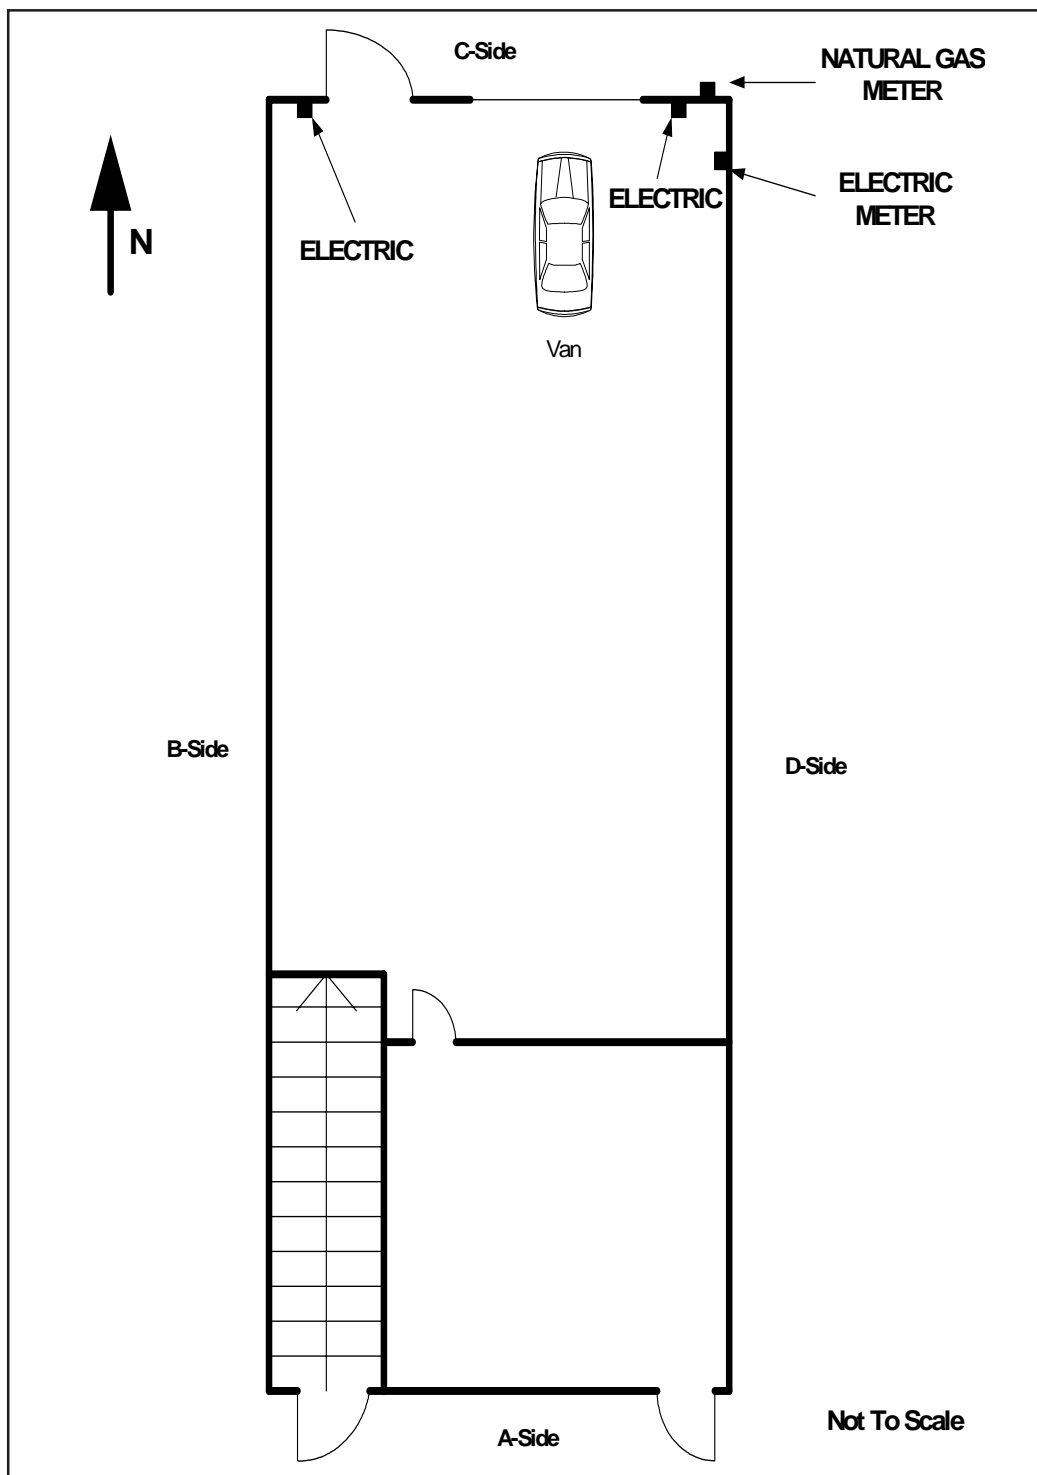 C-Side
NATURAL GAS
METER
ELECTRIC
ELECTRIC
METER
N
ELECTRIC
Van
B-Side
D-Side
Not To Scale
A-Side